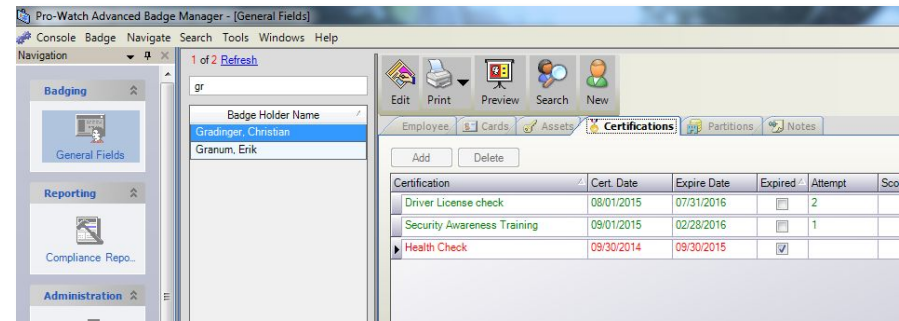 Pro-Watch Advanced Badge Manager - [General Fields]
Console Badge Navigate Search Tools Windows Help
Navigation
Badging
General Fields
Reporting
Compliance Repo...
Administration
1 of 2 Refresh
gr
Badge Holder Name
Gradinger, Christian
Granum, Erik
Edit Print Preview Search New
Employee Cards Assets Certifications Partitions Notes
Add Delete
Certification Cert. Date Expire Date Expired Attempt Sco
Driver License check 08/01/2015 07/31/2016 2
Security Awareness Training 09/01/2015 02/28/2016 1
Health Check 09/30/2014 09/30/2015